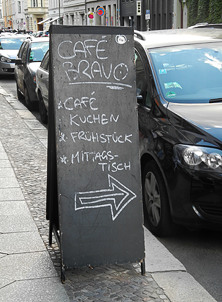 CAFÉ
BRAVO
* CAFÉ
KUCHEN
* FRÜHSTÜCK
* MITTAGS-
TISCH